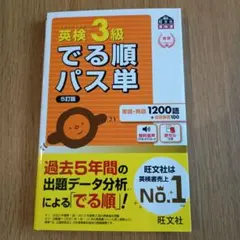 英検3級
でる順
パス単
5訂版
単語・熟語1200語
過去5年間の
出題データ分析
による「でる順」!
旺文社は
英検書売上
No.1
旺文社